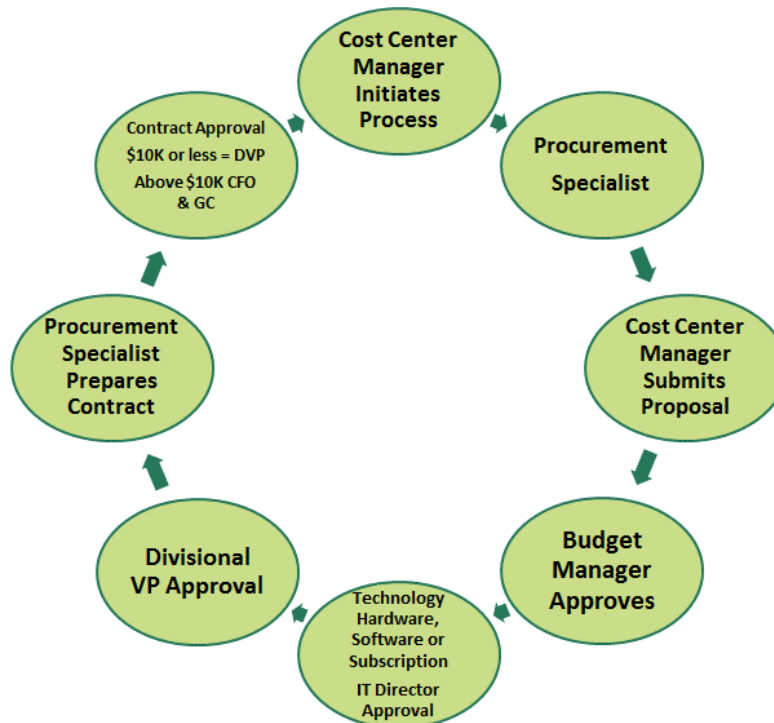 Cost Center
Manager
Initiates
Process
Procurement
Specialist
Cost Center
Manager
Submits
Proposal
Budget
Manager
Approves
Technology
Hardware,
Software or
Subscription
IT Director
Approval
Divisional
VP Approval
Procurement
Specialist
Prepares
Contract
Contract Approval
$10K or less = DVP
Above $10K CFO
& GC